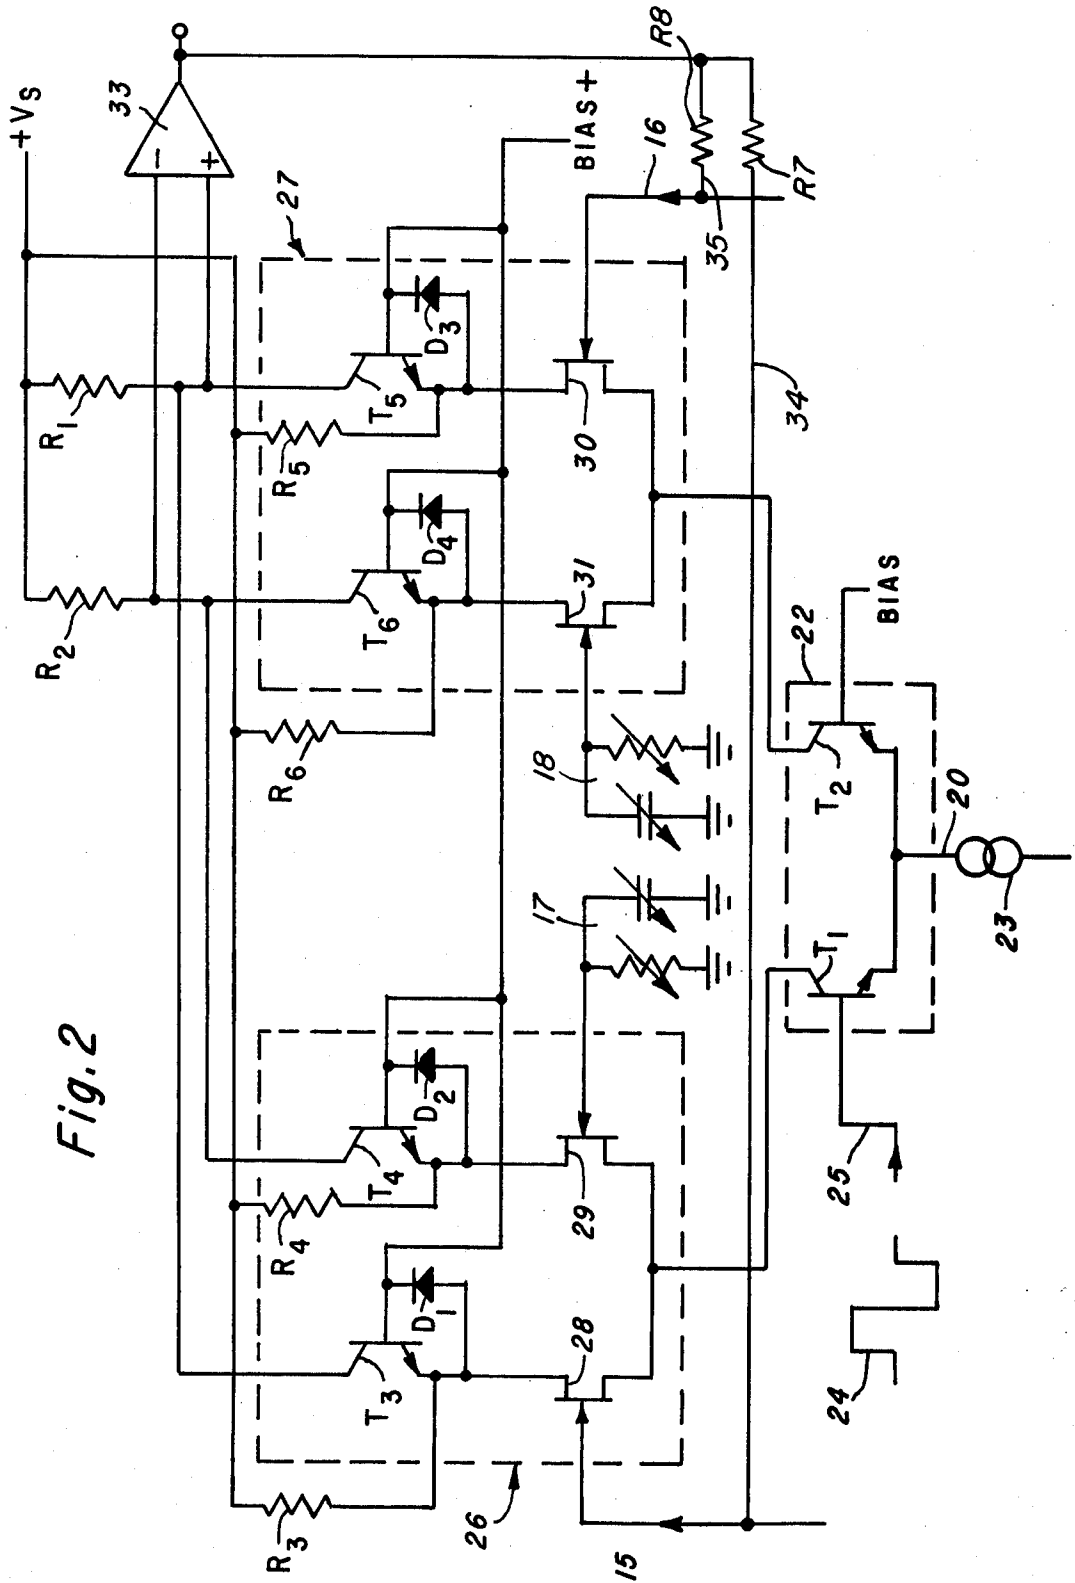 Fig. 2
+VS
33
−
+
R1
R2
27
R5
T5
D3
R6
T6
D4
BIAS+
R8
16
35
R7
34
30
31
18
17
R3
R4
T3
D1
T4
D2
28
29
26
15
22
BIAS
T1
T2
20
23
25
24